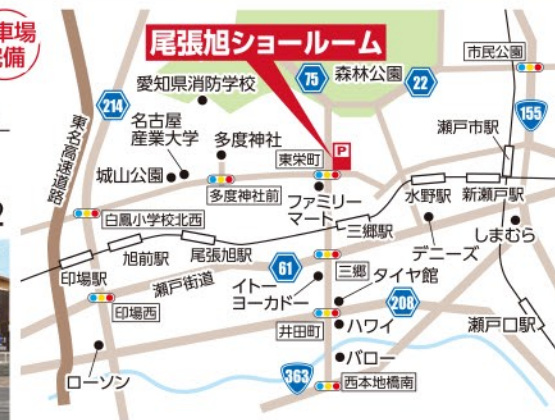 車場
完備
尾張旭ショールーム
市民公園
愛知県消防学校
75
森林公園
22
214
155
東名高速道路
名古屋
産業大学
多度神社
瀬戸市駅
P
東栄町
城山公園
多度神社前
ファミリー
マート
水野駅
新瀬戸駅
2
白鳳小学校北西
三郷駅
デニーズ
しまむら
旭前駅
尾張旭駅
印場駅
瀬戸街道
61
三郷
タイヤ館
イトー
ヨーカドー
208
印場西
井田町
ハワイ
瀬戸口駅
バロー
ローソン
363
西本地橋南